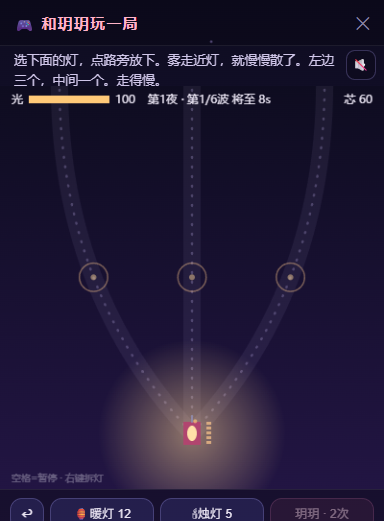 和玥玥玩一局
选下面的灯，点路旁放下。雾走近灯，就慢慢散了。左边
三个，中间一个。走得慢。
光 100 第1夜 · 第1/6波 将至 8s 芯 60
空格=暂停 · 右键拆灯
暖灯 12 烛灯 5 玥玥 · 2次